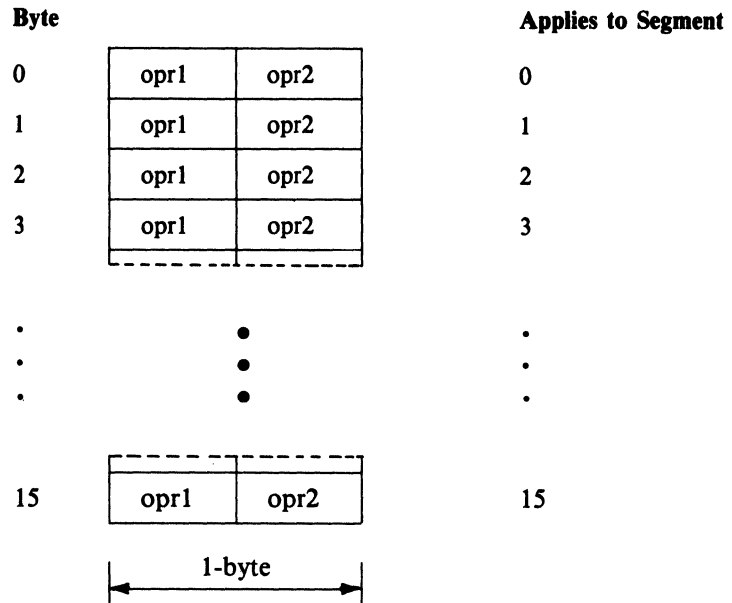 Byte Applies to Segment
0 opr1 opr2 0
1 opr1 opr2 1
2 opr1 opr2 2
3 opr1 opr2 3
15 opr1 opr2 15
1-byte